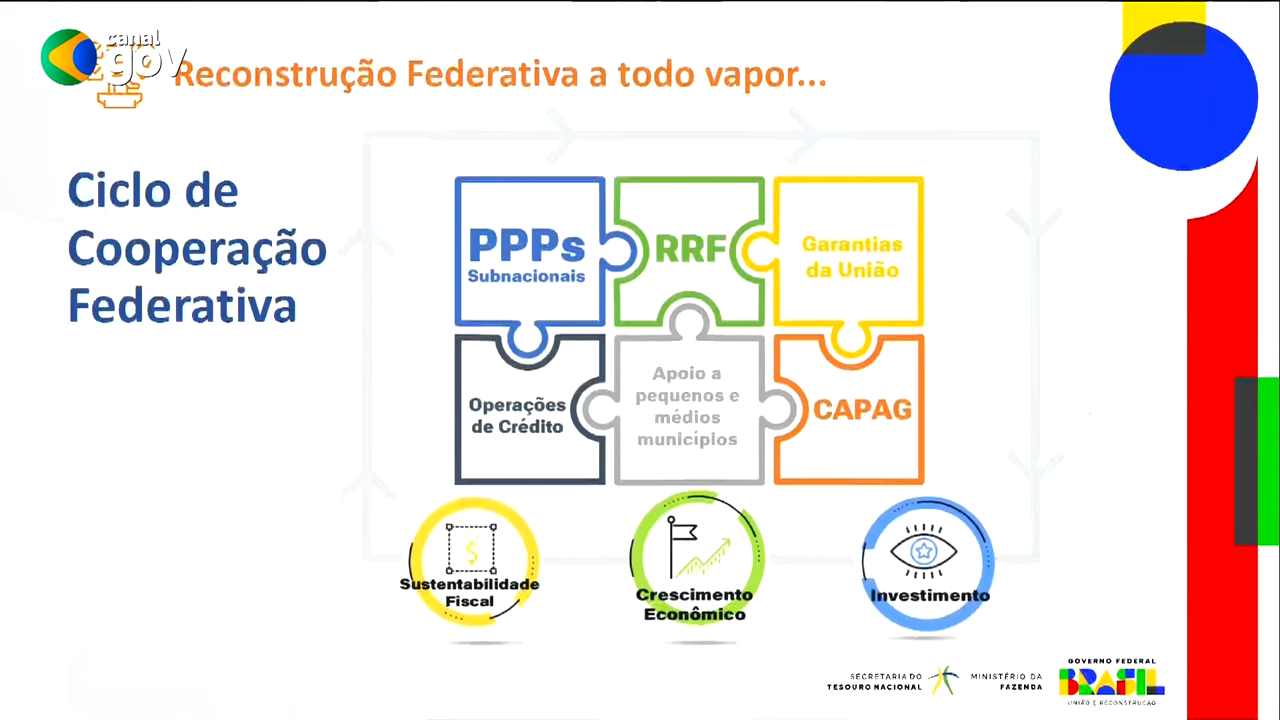 canal
gov
Reconstrução Federativa a todo vapor...
Ciclo de
Cooperação
Federativa
PPPs
Subnacionais
RRF
Garantias
da União
Operações
de Crédito
Apoio a
pequenos e
médios
municípios
CAPAG
$
Sustentabilidade
Fiscal
Crescimento
Econômico
Investimento
SECRETARIA DO
TESOURO NACIONAL
MINISTÉRIO DA
FAZENDA
GOVERNO FEDERAL
BRASIL
UNIÃO E RECONSTRUÇÃO